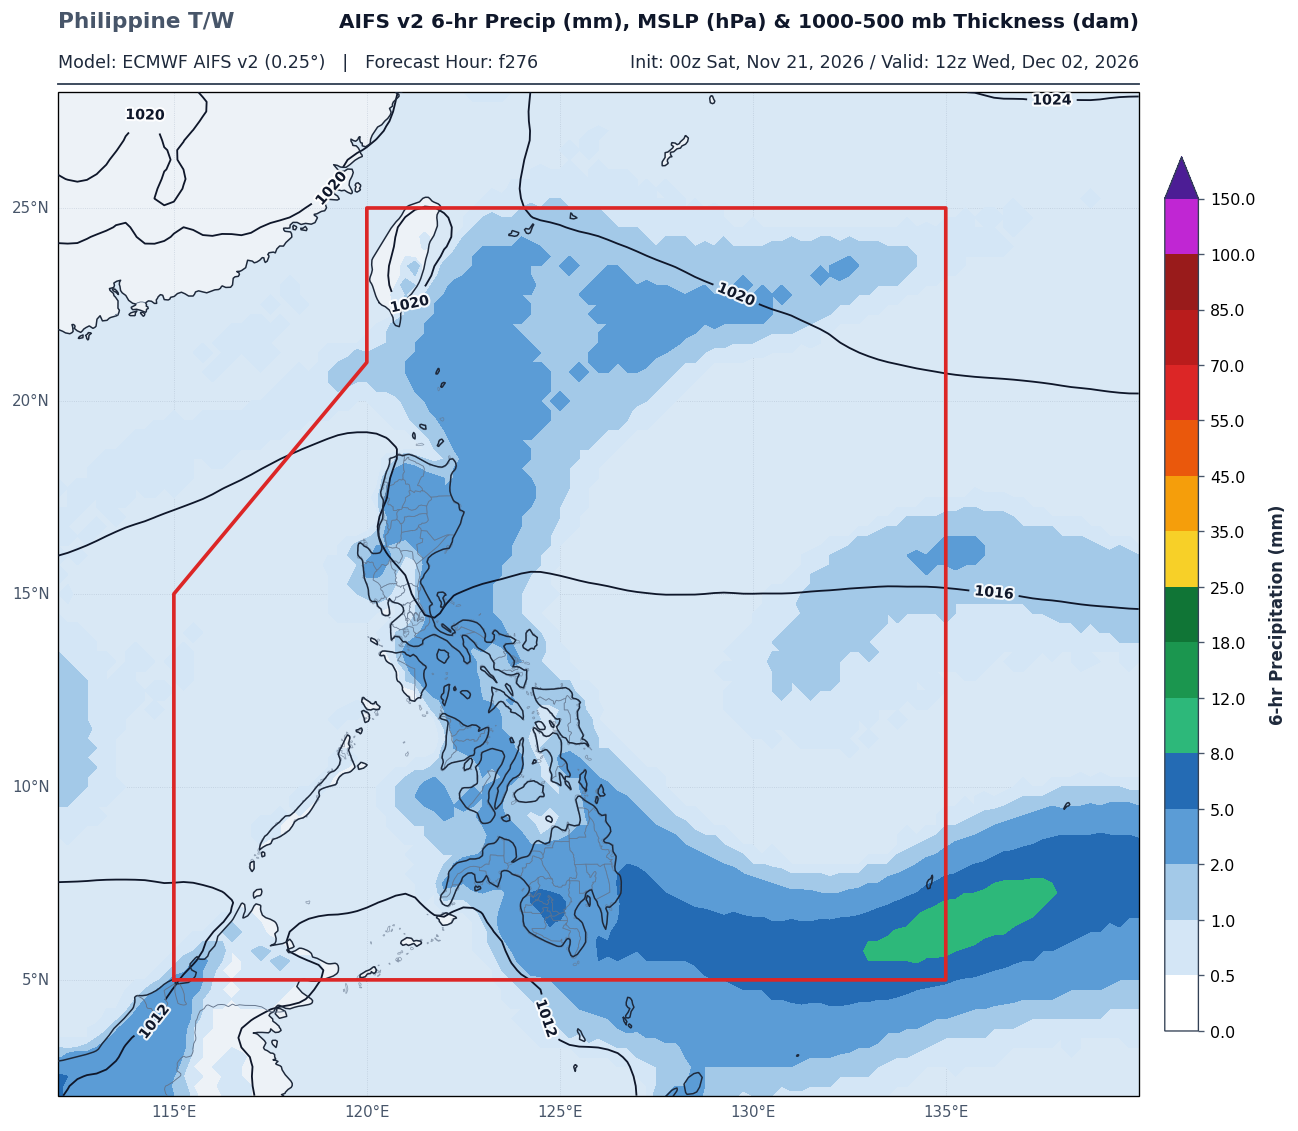 Philippine T/W
AIFS v2 6-hr Precip (mm), MSLP (hPa) & 1000-500 mb Thickness (dam)
Model: ECMWF AIFS v2 (0.25°) | Forecast Hour: f276
Init: 00z Sat, Nov 21, 2026 / Valid: 12z Wed, Dec 02, 2026
1024
1020
1020
1020
1020
1016
1012
1012
25°N
20°N
15°N
10°N
5°N
115°E
120°E
125°E
130°E
135°E
150.0
100.0
85.0
70.0
55.0
45.0
35.0
25.0
18.0
12.0
8.0
5.0
2.0
1.0
0.5
0.0
6-hr Precipitation (mm)